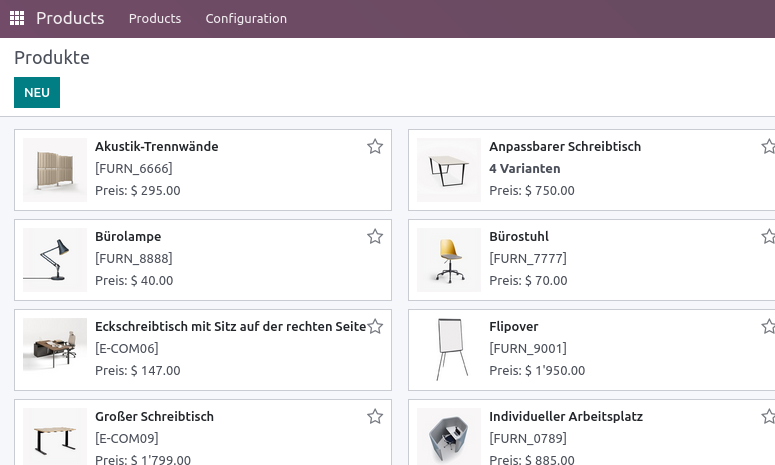 Products Products Configuration
Produkte
NEU
Akustik-Trennwände
[FURN_6666]
Preis: $ 295.00
Anpassbarer Schreibtisch
4 Varianten
Preis: $ 750.00
Bürolampe
[FURN_8888]
Preis: $ 40.00
Bürostuhl
[FURN_7777]
Preis: $ 70.00
Eckschreibtisch mit Sitz auf der rechten Seite
[E-COM06]
Preis: $ 147.00
Flipover
[FURN_9001]
Preis: $ 1'950.00
Großer Schreibtisch
[E-COM09]
Preis: $ 1'799.00
Individueller Arbeitsplatz
[FURN_0789]
Preis: $ 885.00